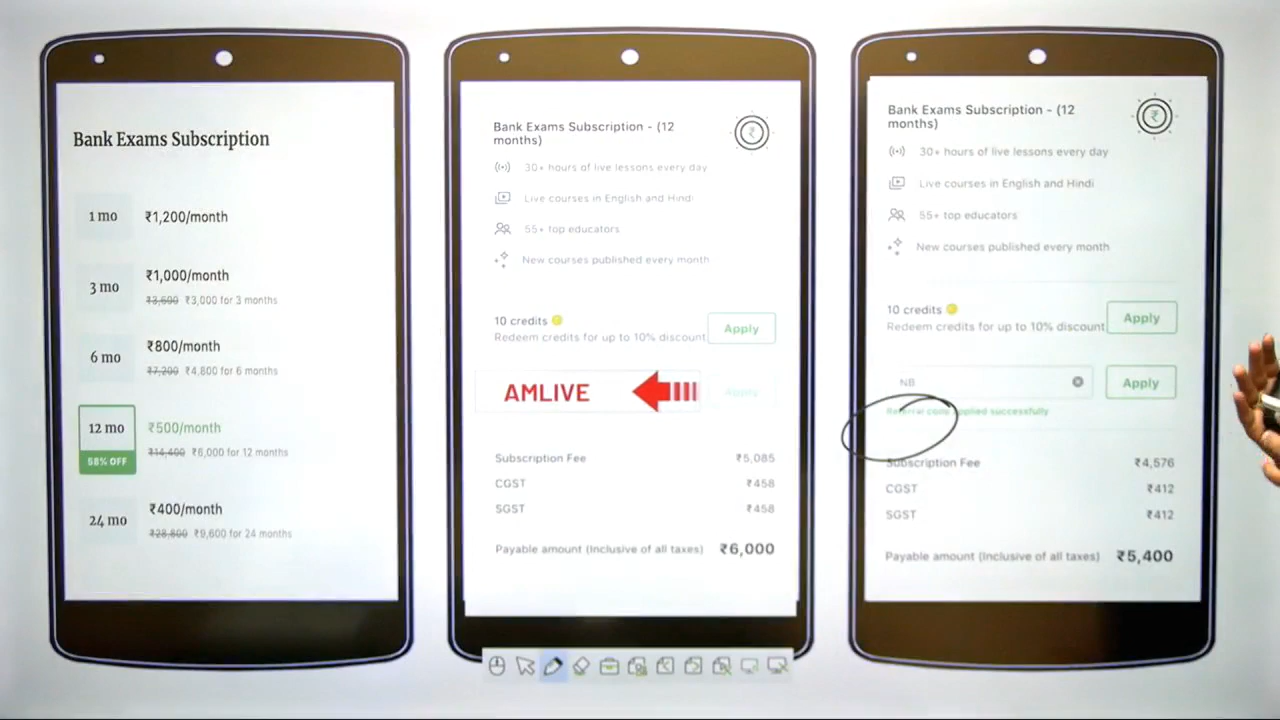 Bank Exams Subscription
1 mo
₹1,200/month
3 mo
₹1,000/month
₹3,600 ₹3,000 for 3 months
6 mo
₹800/month
₹7,200 ₹4,800 for 6 months
12 mo
58% OFF
₹500/month
₹14,400 ₹6,000 for 12 months
24 mo
₹400/month
₹28,800 ₹9,600 for 24 months
Bank Exams Subscription - (12
months)
30+ hours of live lessons every day
Live courses in English and Hindi
55+ top educators
New courses published every month
10 credits
Redeem credits for up to 10% discount
Apply
AMLIVE
Apply
Subscription Fee ₹5,085
CGST ₹458
SGST ₹458
Payable amount (Inclusive of all taxes) ₹6,000
Bank Exams Subscription - (12
months)
30+ hours of live lessons every day
Live courses in English and Hindi
55+ top educators
New courses published every month
10 credits
Redeem credits for up to 10% discount
Apply
NB
Apply
Referral code applied successfully
Subscription Fee ₹4,576
CGST ₹412
SGST ₹412
Payable amount (Inclusive of all taxes) ₹5,400